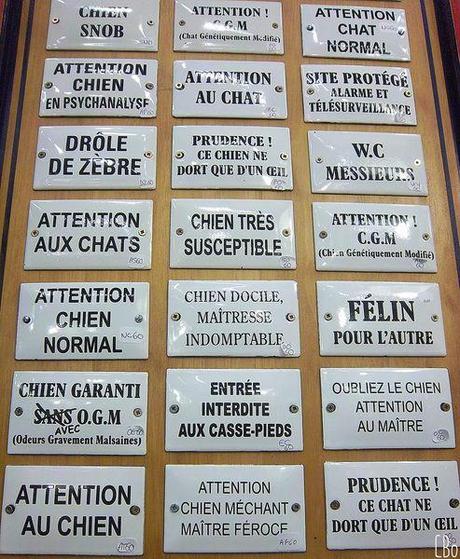 CHIEN
SNOB
ATTENTION !
C.G.M
(Chat Génétiquement Modifié)
ATTENTION
CHAT
NORMAL
ATTENTION
CHIEN
EN PSYCHANALYSE
ATTENTION
AU CHAT
SITE PROTÉGÉ
ALARME ET
TÉLÉSURVEILLANCE
DRÔLE
DE ZÈBRE
PRUDENCE !
CE CHIEN NE
DORT QUE D'UN ŒIL
W.C
MESSIEURS
ATTENTION
AUX CHATS
CHIEN TRÈS
SUSCEPTIBLE
ATTENTION !
C.G.M
(Chien Génétiquement Modifié)
ATTENTION
CHIEN
NORMAL
CHIEN DOCILE,
MAÎTRESSE
INDOMPTABLE
FÉLIN
POUR L'AUTRE
CHIEN GARANTI
SANS O.G.M
AVEC
(Odeurs Gravement Malsaines)
ENTRÉE
INTERDITE
AUX CASSE-PIEDS
OUBLIEZ LE CHIEN
ATTENTION
AU MAÎTRE
ATTENTION
AU CHIEN
ATTENTION
CHIEN MÉCHANT
MAÎTRE FÉROCE
PRUDENCE !
CE CHAT NE
DORT QUE D'UN ŒIL